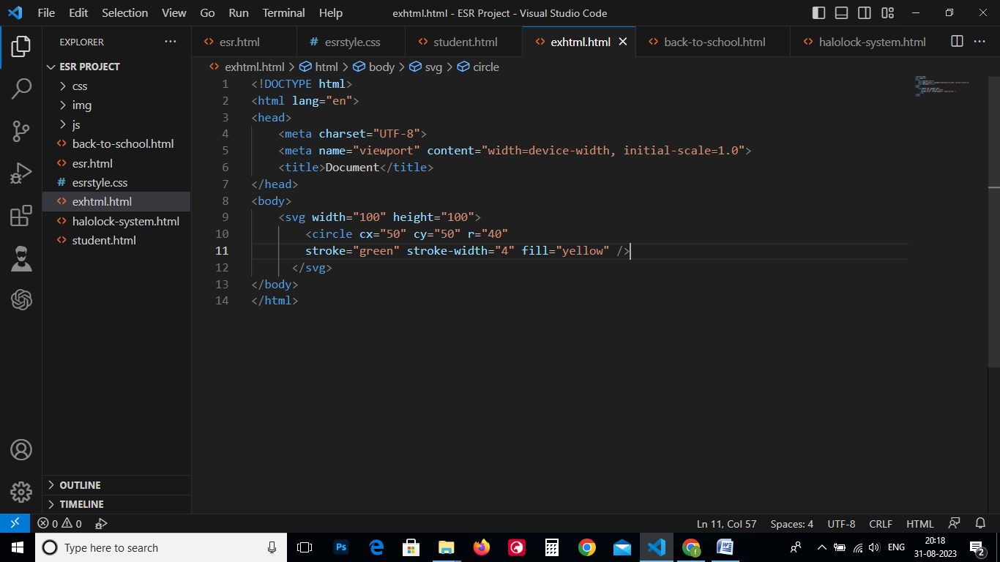 File Edit Selection View Go Run Terminal Help exhtml.html - ESR Project - Visual Studio Code
EXPLORER
esr.html # esrstyle.css student.html exhtml.html back-to-school.html halolock-system.html
exhtml.html > html > body > svg > circle
ESR PROJECT
css
img
js
back-to-school.html
esr.html
# esrstyle.css
exhtml.html
halolock-system.html
student.html
OUTLINE
TIMELINE
1 <!DOCTYPE html>
2 <html lang="en">
3 <head>
4     <meta charset="UTF-8">
5     <meta name="viewport" content="width=device-width, initial-scale=1.0">
6     <title>Document</title>
7 </head>
8 <body>
9     <svg width="100" height="100">
10         <circle cx="50" cy="50" r="40"
11         stroke="green" stroke-width="4" fill="yellow" />
12       </svg>
13 </body>
14 </html>
0 0 Ln 11, Col 57 Spaces: 4 UTF-8 CRLF HTML
Type here to search Ps f W ENG 20:18
31-08-2023 2